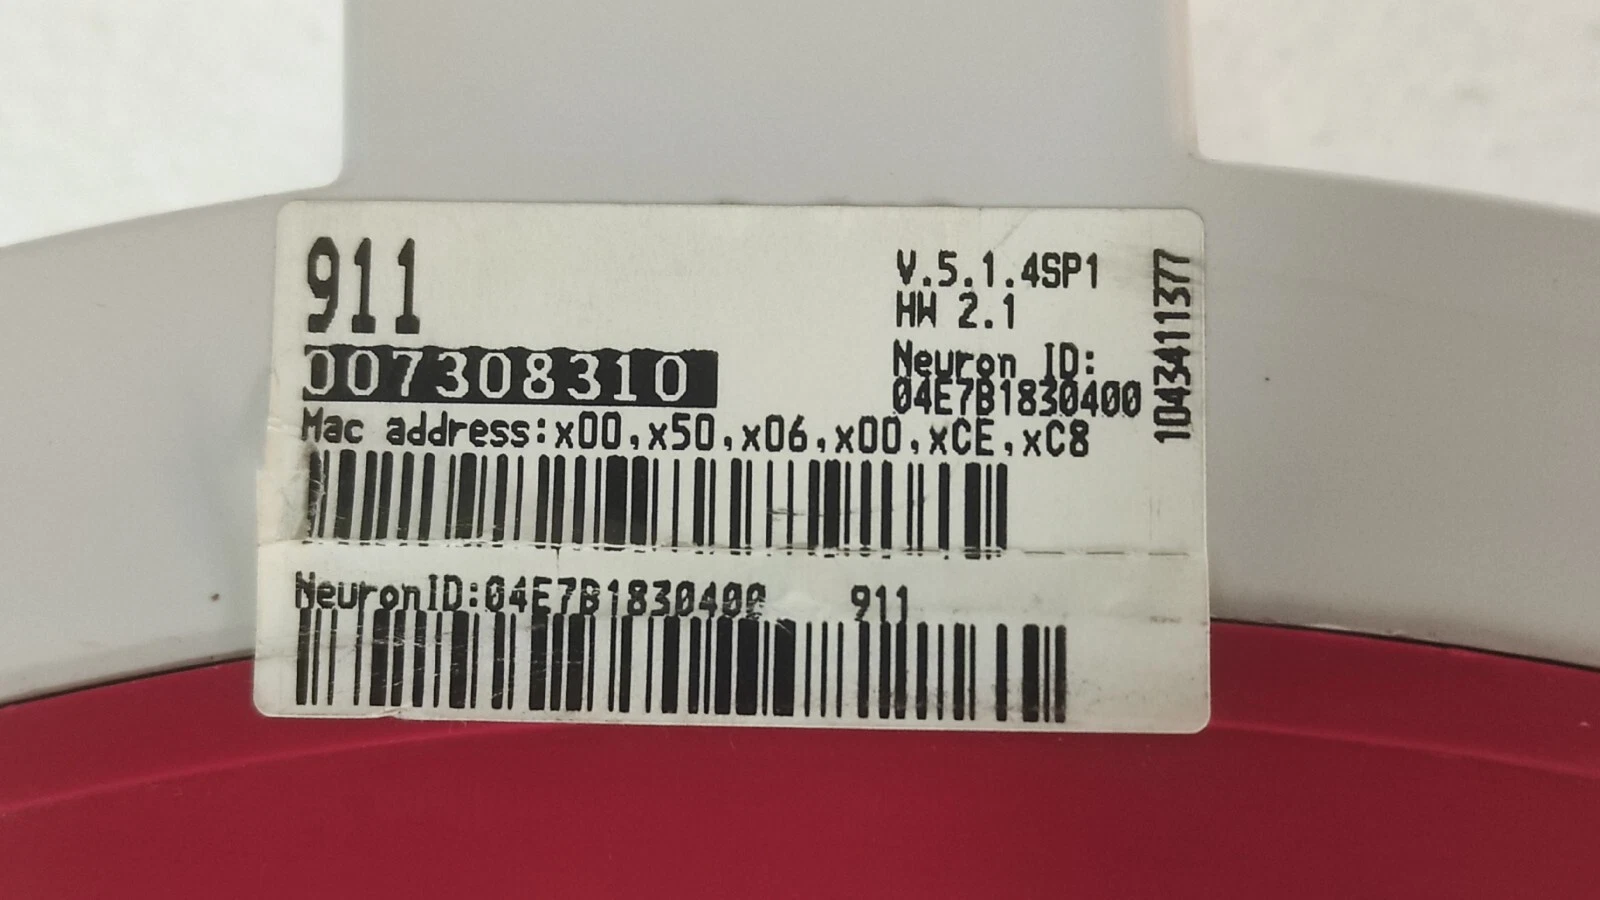 911
V.5.1.4SP1
HW 2.1
007308310
Neuron ID:
04E7B1830400
Mac address:x00,x50,x06,x00,xCE,xC8
1043411377
NeuronID:04E7B1830400 911